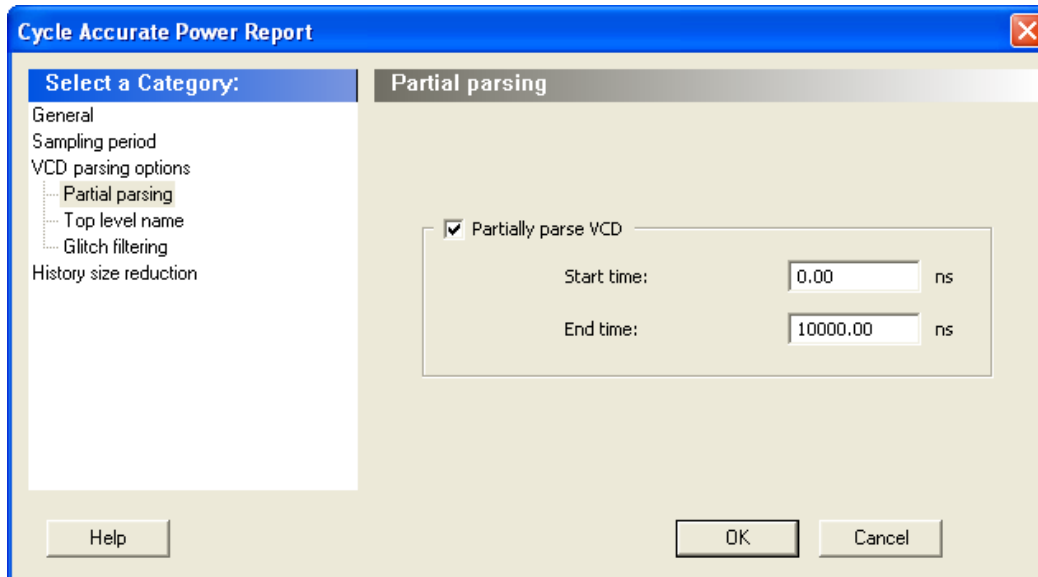 Cycle Accurate Power Report
Select a Category:
General
Sampling period
VCD parsing options
Partial parsing
Top level name
Glitch filtering
History size reduction
Partial parsing
Partially parse VCD
Start time: 0.00 ns
End time: 10000.00 ns
Help OK Cancel